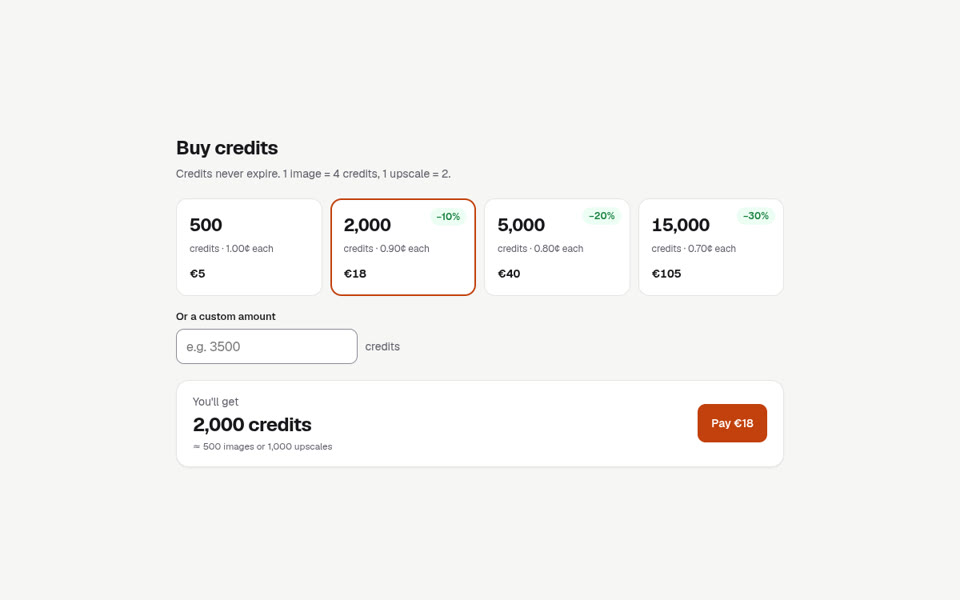 Buy credits
Credits never expire. 1 image = 4 credits, 1 upscale = 2.
500
credits · 1.00¢ each
€5
2,000
−10%
credits · 0.90¢ each
€18
5,000
−20%
credits · 0.80¢ each
€40
15,000
−30%
credits · 0.70¢ each
€105
Or a custom amount
e.g. 3500
credits
You'll get
2,000 credits
≈ 500 images or 1,000 upscales
Pay €18